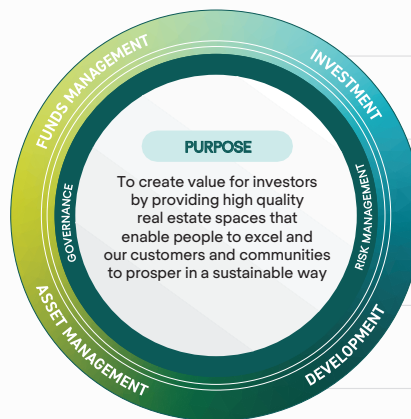 FUNDS MANAGEMENT
INVESTMENT
PURPOSE
To create value for investors
by providing high quality
real estate spaces that
enable people to excel and
our customers and communities
to prosper in a sustainable way
GOVERNANCE
RISK MANAGEMENT
ASSET MANAGEMENT
DEVELOPMENT